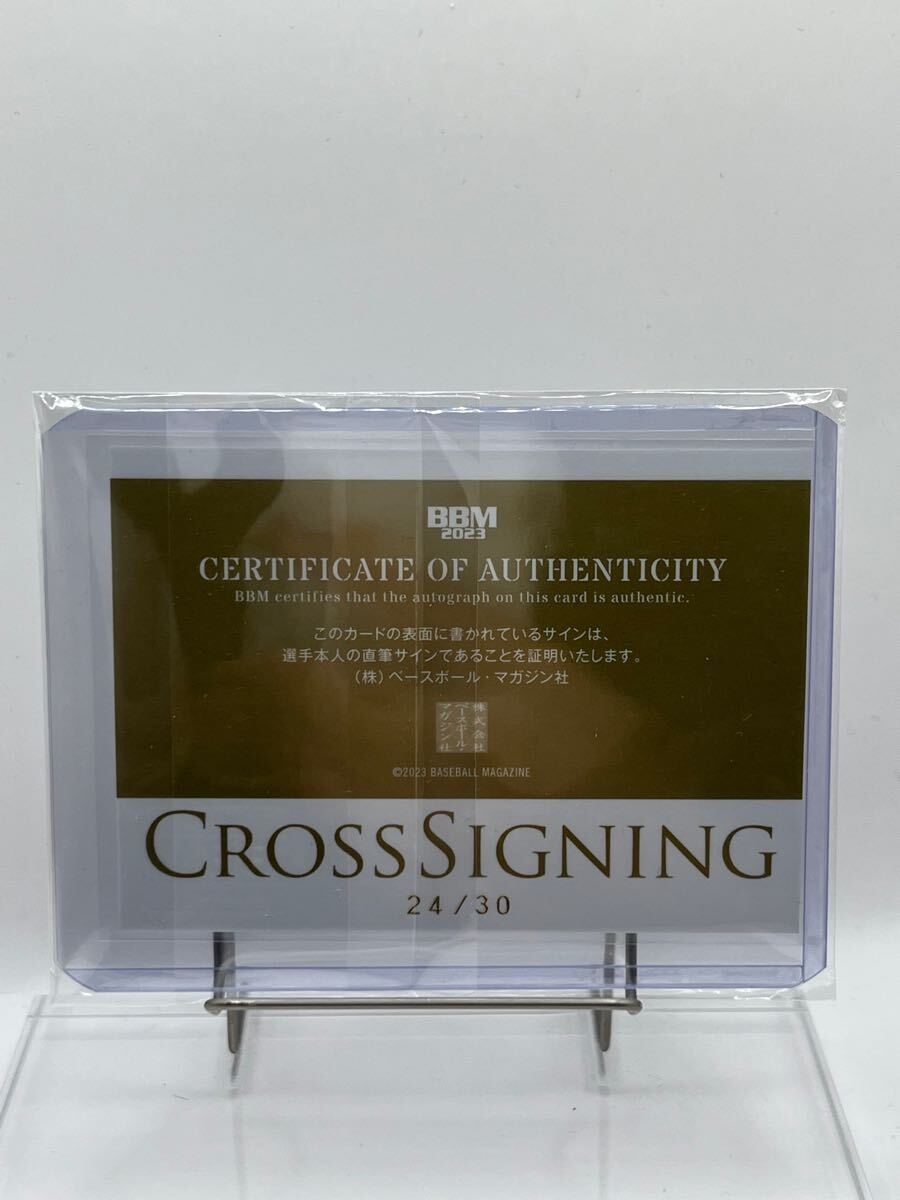 BBM
2023
CERTIFICATE OF AUTHENTICITY
BBM certifies that the autograph on this card is authentic.
このカードの表面に書かれているサインは、
選手本人の直筆サインであることを証明いたします。
（株）ベースボール・マガジン社
株式会社
ベースボール・
マガジン社
©2023 BASEBALL MAGAZINE
CROSSSIGNING
24/30